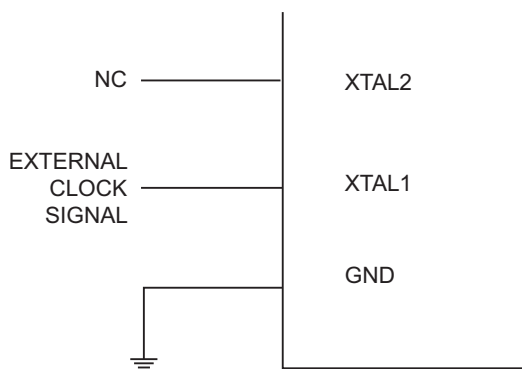 NC
XTAL2
EXTERNAL
CLOCK
SIGNAL
XTAL1
GND